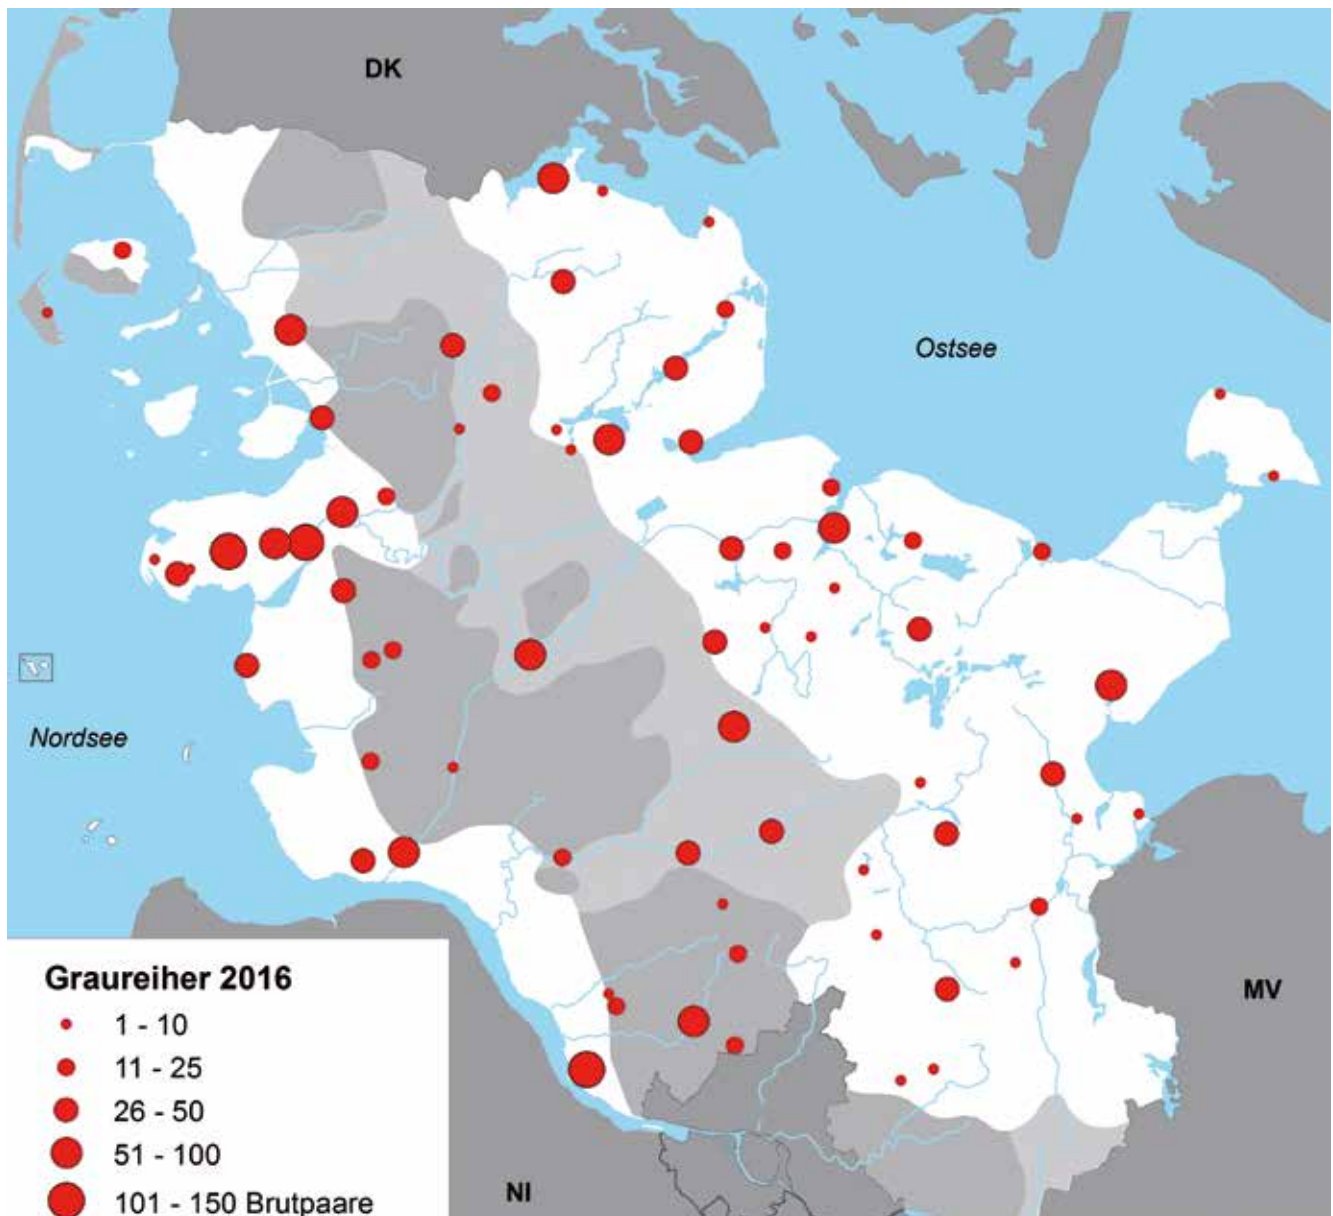 DK
Ostsee
Nordsee
MV
NI
Graureiher 2016
1 - 10
11 - 25
26 - 50
51 - 100
101 - 150 Brutpaare